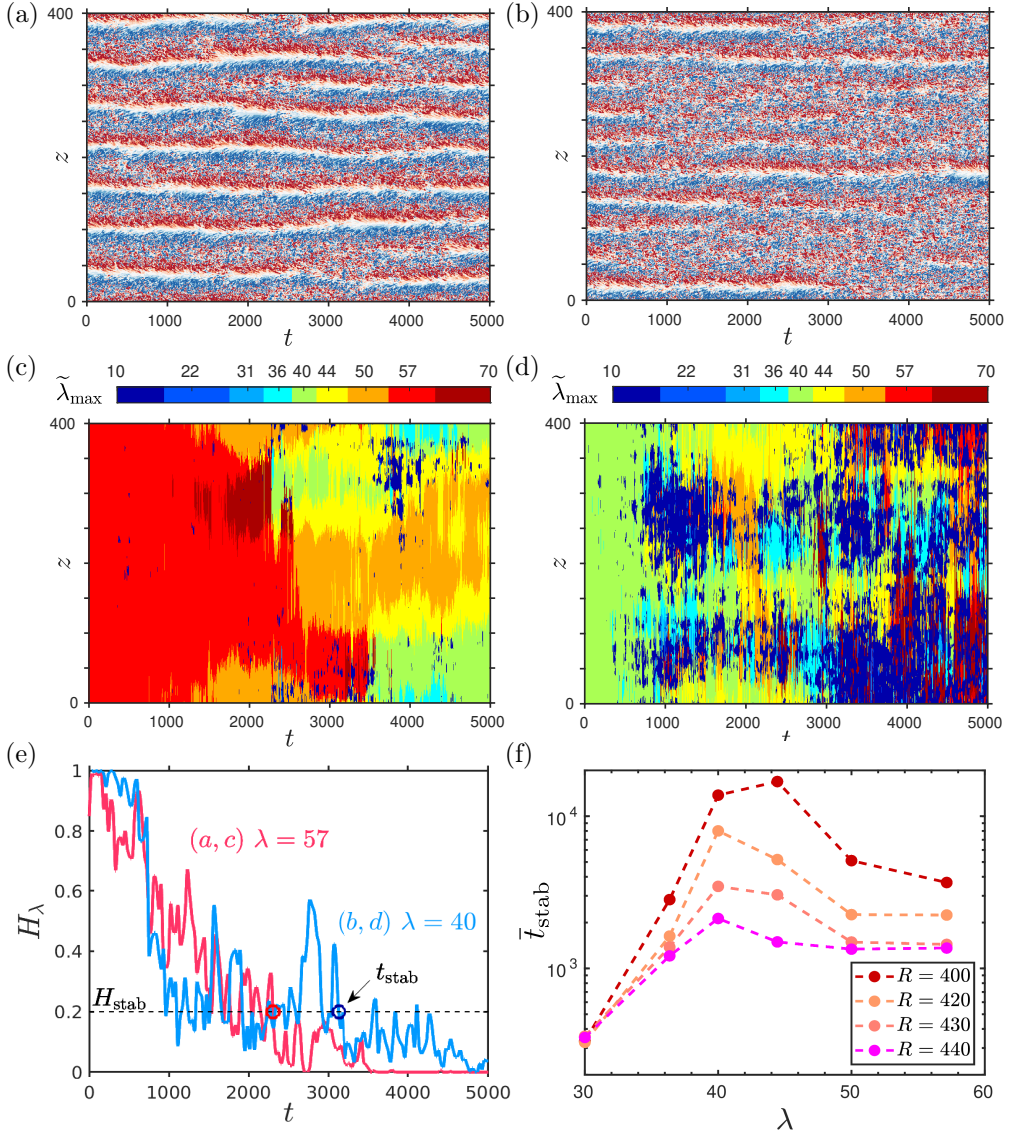 (a)
400
z
0
0 1000 2000 3000 4000 5000
t
(b)
400
z
0
0 1000 2000 3000 4000 5000
t
(c)
10 22 31 36 40 44 50 57 70
λ̃max
400
z
0
0 1000 2000 3000 4000 5000
t
(d)
10 22 31 36 40 44 50 57 70
λ̃max
400
z
0
0 1000 2000 3000 4000 5000
t
(e)
1
0.8
0.6
0.4
0.2
0
Hλ
(a, c) λ = 57
(b, d) λ = 40
tstab
Hstab
0 1000 2000 3000 4000 5000
t
(f)
10⁴
10³
t̄stab
R = 400
R = 420
R = 430
R = 440
30 40 50 60
λ